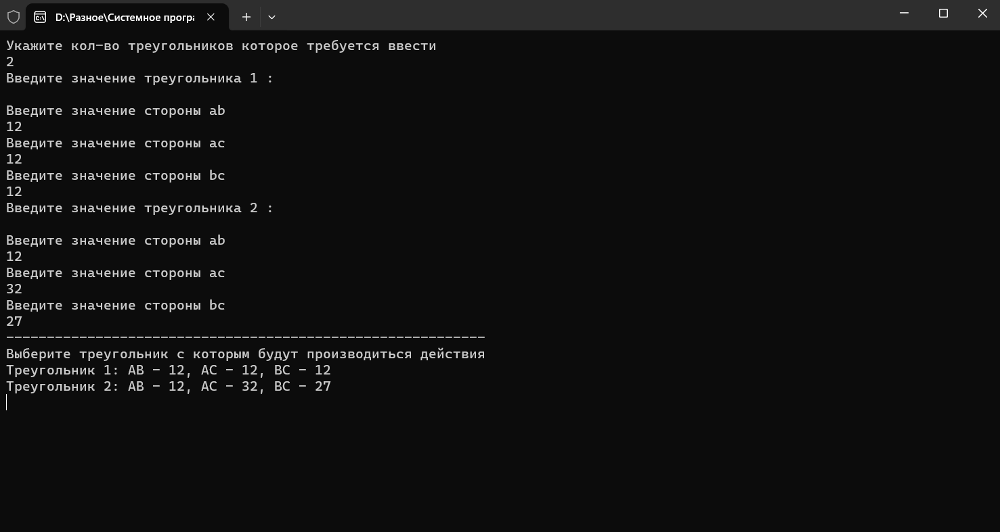 D:\Разное\Системное програ
Укажите кол-во треугольников которое требуется ввести
2
Введите значение треугольника 1 :
Введите значение стороны ab
12
Введите значение стороны ac
12
Введите значение стороны bc
12
Введите значение треугольника 2 :
Введите значение стороны ab
12
Введите значение стороны ac
32
Введите значение стороны bc
27
-----------------------------------------------------------
Выберите треугольник с которым будут производиться действия
Треугольник 1: AB - 12, AC - 12, BC - 12
Треугольник 2: AB - 12, AC - 32, BC - 27